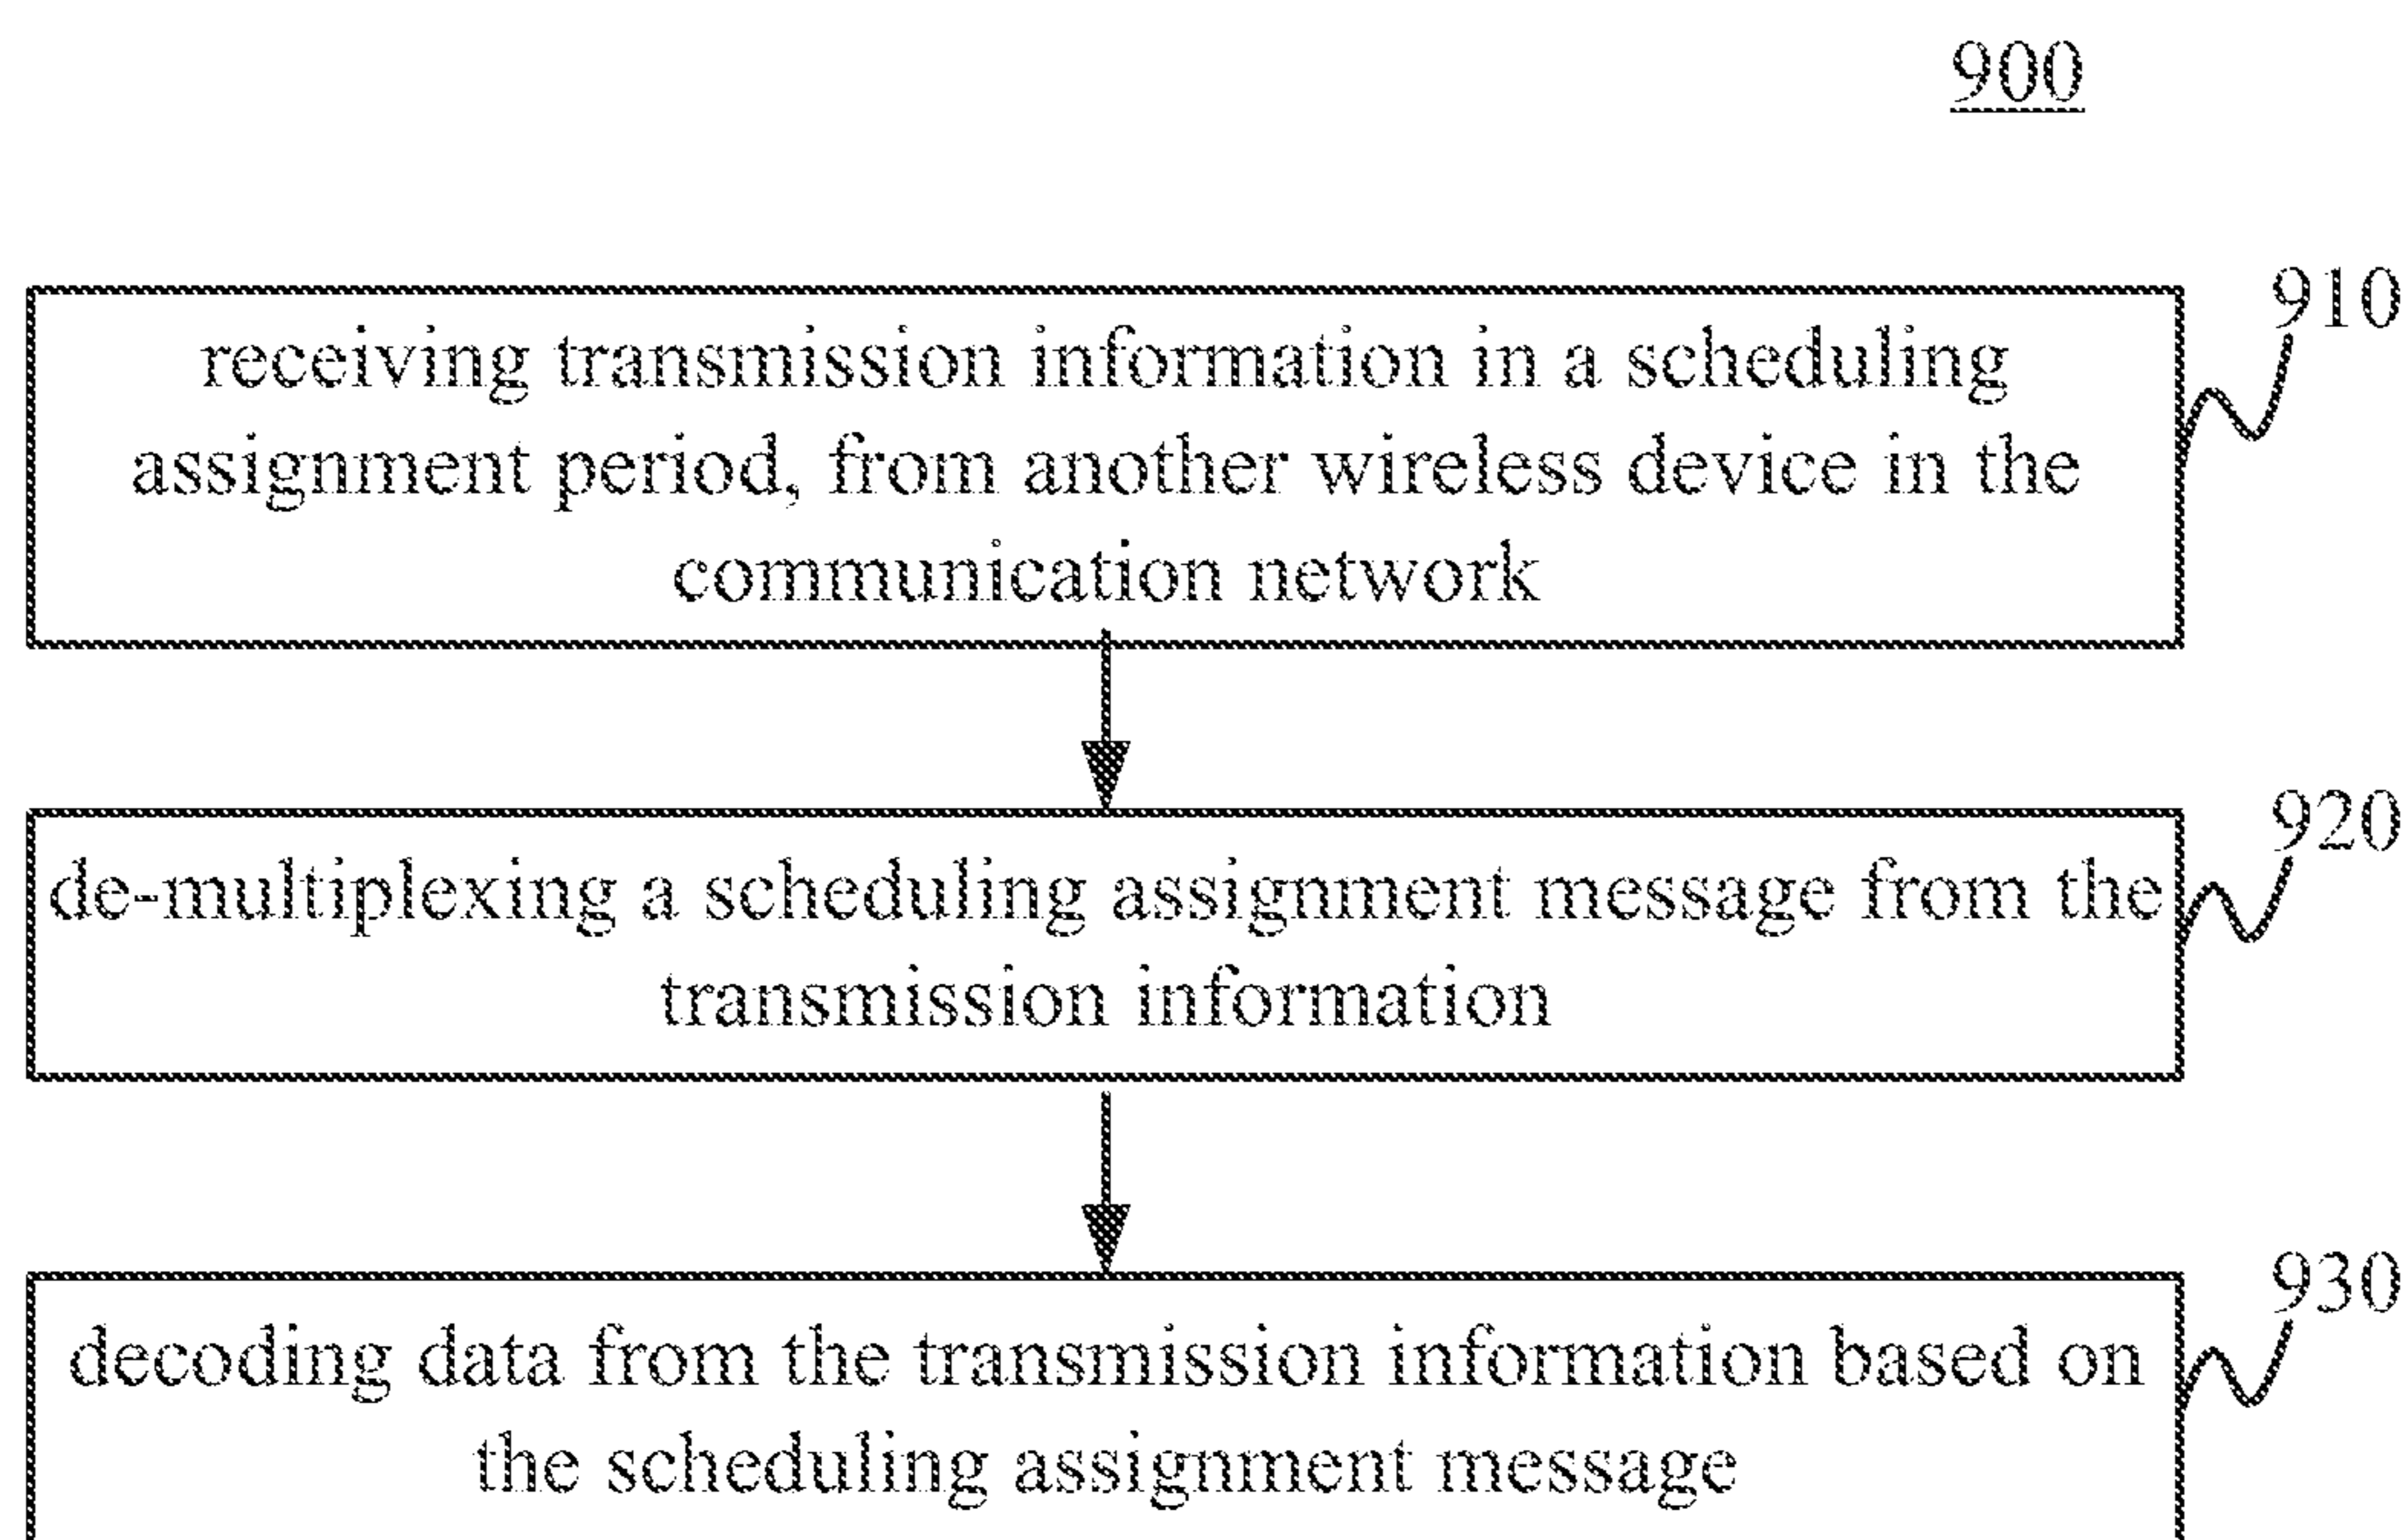 900
910
receiving transmission information in a scheduling
assignment period, from another wireless device in the
communication network
920
de-multiplexing a scheduling assignment message from the
transmission information
930
decoding data from the transmission information based on
the scheduling assignment message